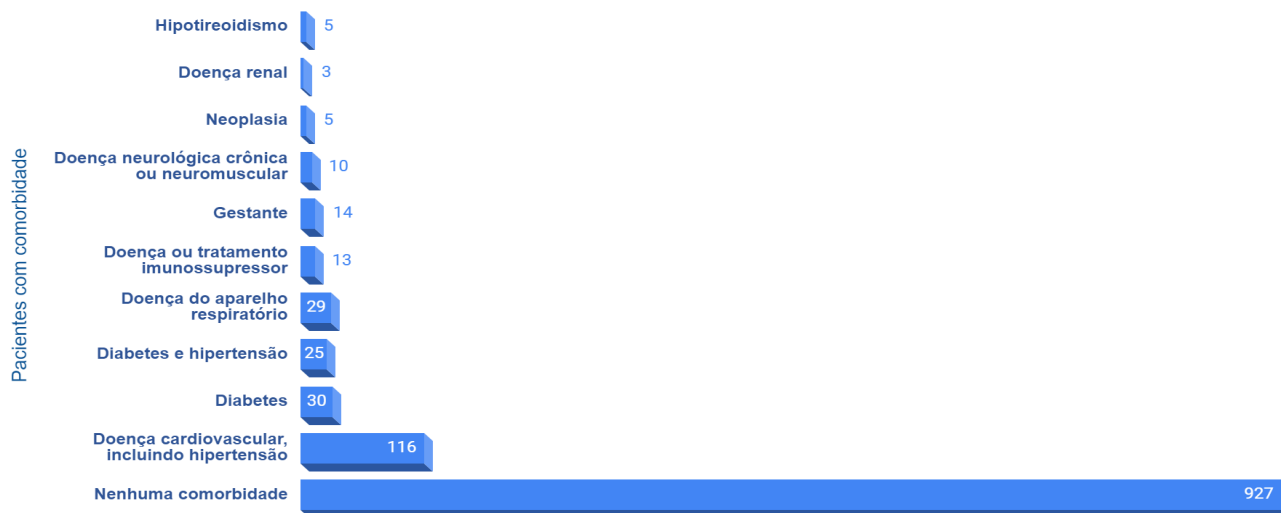 Pacientes com comorbidade
Hipotireoidismo 5
Doença renal 3
Neoplasia 5
Doença neurológica crônica
ou neuromuscular 10
Gestante 14
Doença ou tratamento
imunossupressor 13
Doença do aparelho
respiratório 29
Diabetes e hipertensão 25
Diabetes 30
Doença cardiovascular,
incluindo hipertensão 116
Nenhuma comorbidade 927